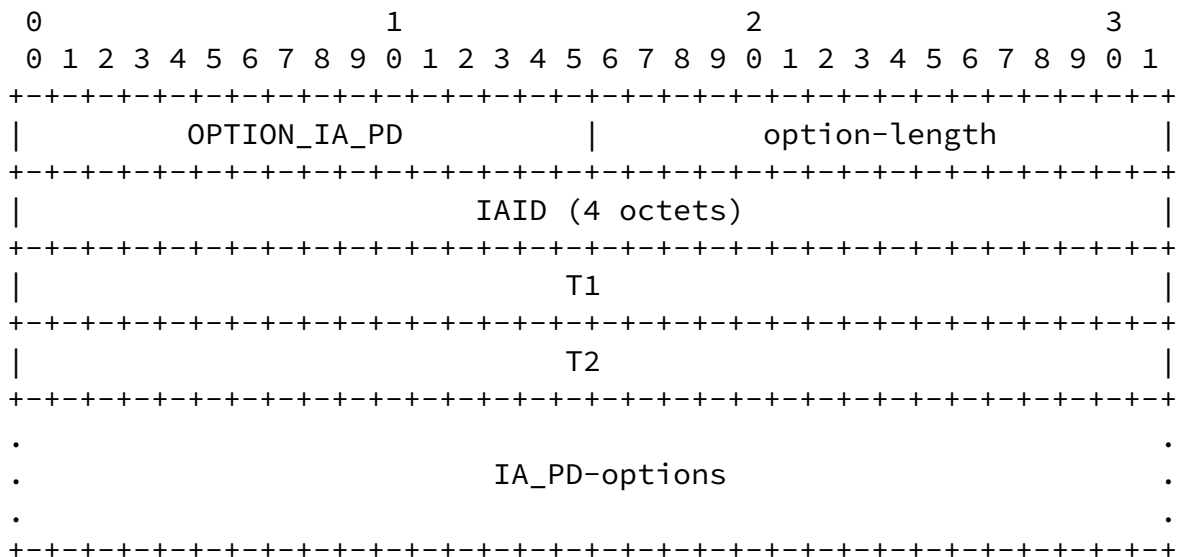 0                   1                   2                   3
0 1 2 3 4 5 6 7 8 9 0 1 2 3 4 5 6 7 8 9 0 1 2 3 4 5 6 7 8 9 0 1
+-+-+-+-+-+-+-+-+-+-+-+-+-+-+-+-+-+-+-+-+-+-+-+-+-+-+-+-+-+-+-+-+
|         OPTION_IA_PD          |         option-length         |
+-+-+-+-+-+-+-+-+-+-+-+-+-+-+-+-+-+-+-+-+-+-+-+-+-+-+-+-+-+-+-+-+
|                         IAID (4 octets)                       |
+-+-+-+-+-+-+-+-+-+-+-+-+-+-+-+-+-+-+-+-+-+-+-+-+-+-+-+-+-+-+-+-+
|                              T1                               |
+-+-+-+-+-+-+-+-+-+-+-+-+-+-+-+-+-+-+-+-+-+-+-+-+-+-+-+-+-+-+-+-+
|                              T2                               |
+-+-+-+-+-+-+-+-+-+-+-+-+-+-+-+-+-+-+-+-+-+-+-+-+-+-+-+-+-+-+-+-+
.                                                               .
.                          IA_PD-options                        .
.                                                               .
+-+-+-+-+-+-+-+-+-+-+-+-+-+-+-+-+-+-+-+-+-+-+-+-+-+-+-+-+-+-+-+-+